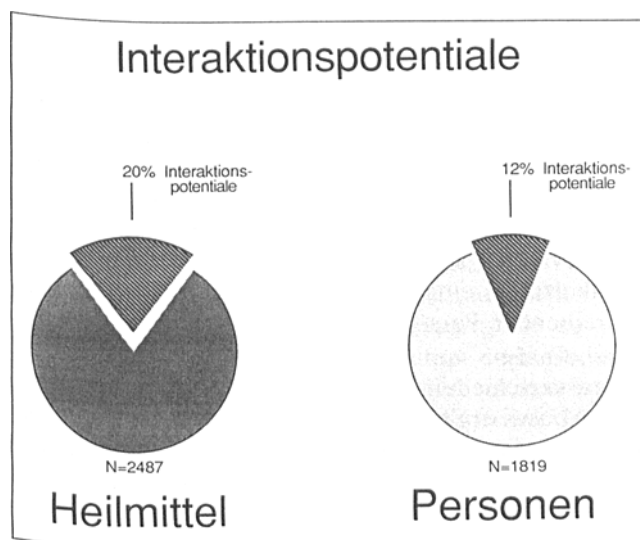 Interaktionspotentiale
20% Interaktions-
potentiale
12% Interaktions-
potentiale
N=2487
N=1819
Heilmittel
Personen